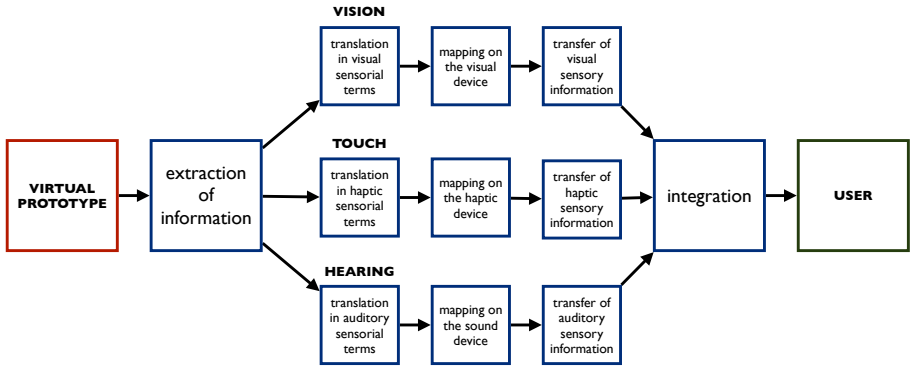 VIRTUAL
PROTOTYPE
extraction
of
information
VISION
translation
in visual
sensorial
terms
mapping on
the visual
device
transfer of
visual
sensory
information
TOUCH
translation
in haptic
sensorial
terms
mapping on
the haptic
device
transfer of
haptic
sensory
information
HEARING
translation
in auditory
sensorial
terms
mapping on
the sound
device
transfer of
auditory
sensory
information
integration
USER